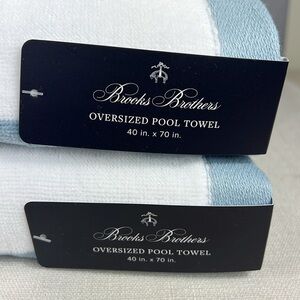 Brooks Brothers
OVERSIZED POOL TOWEL
40 in. x 70 in.
Brooks Brothers
OVERSIZED POOL TOWEL
40 in. x 70 in.